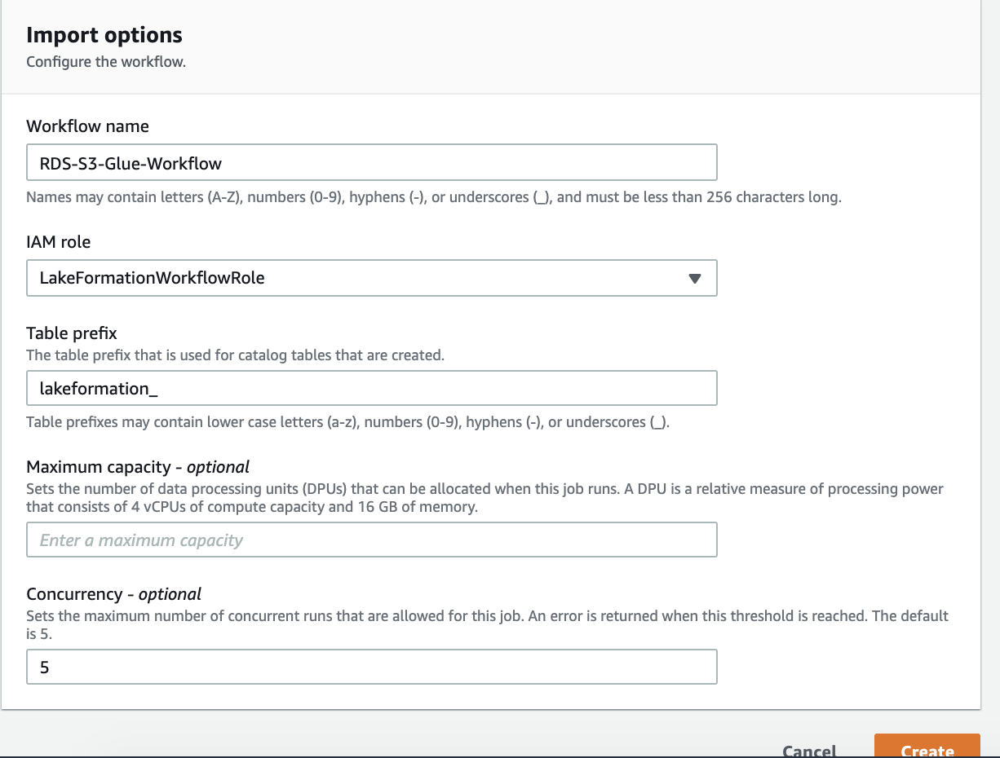 Import options
Configure the workflow.
Workflow name
RDS-S3-Glue-Workflow
Names may contain letters (A-Z), numbers (0-9), hyphens (-), or underscores (_), and must be less than 256 characters long.
IAM role
LakeFormationWorkflowRole
Table prefix
The table prefix that is used for catalog tables that are created.
lakeformation_
Table prefixes may contain lower case letters (a-z), numbers (0-9), hyphens (-), or underscores (_).
Maximum capacity - optional
Sets the number of data processing units (DPUs) that can be allocated when this job runs. A DPU is a relative measure of processing power
that consists of 4 vCPUs of compute capacity and 16 GB of memory.
Enter a maximum capacity
Concurrency - optional
Sets the maximum number of concurrent runs that are allowed for this job. An error is returned when this threshold is reached. The default
is 5.
5
Cancel Create